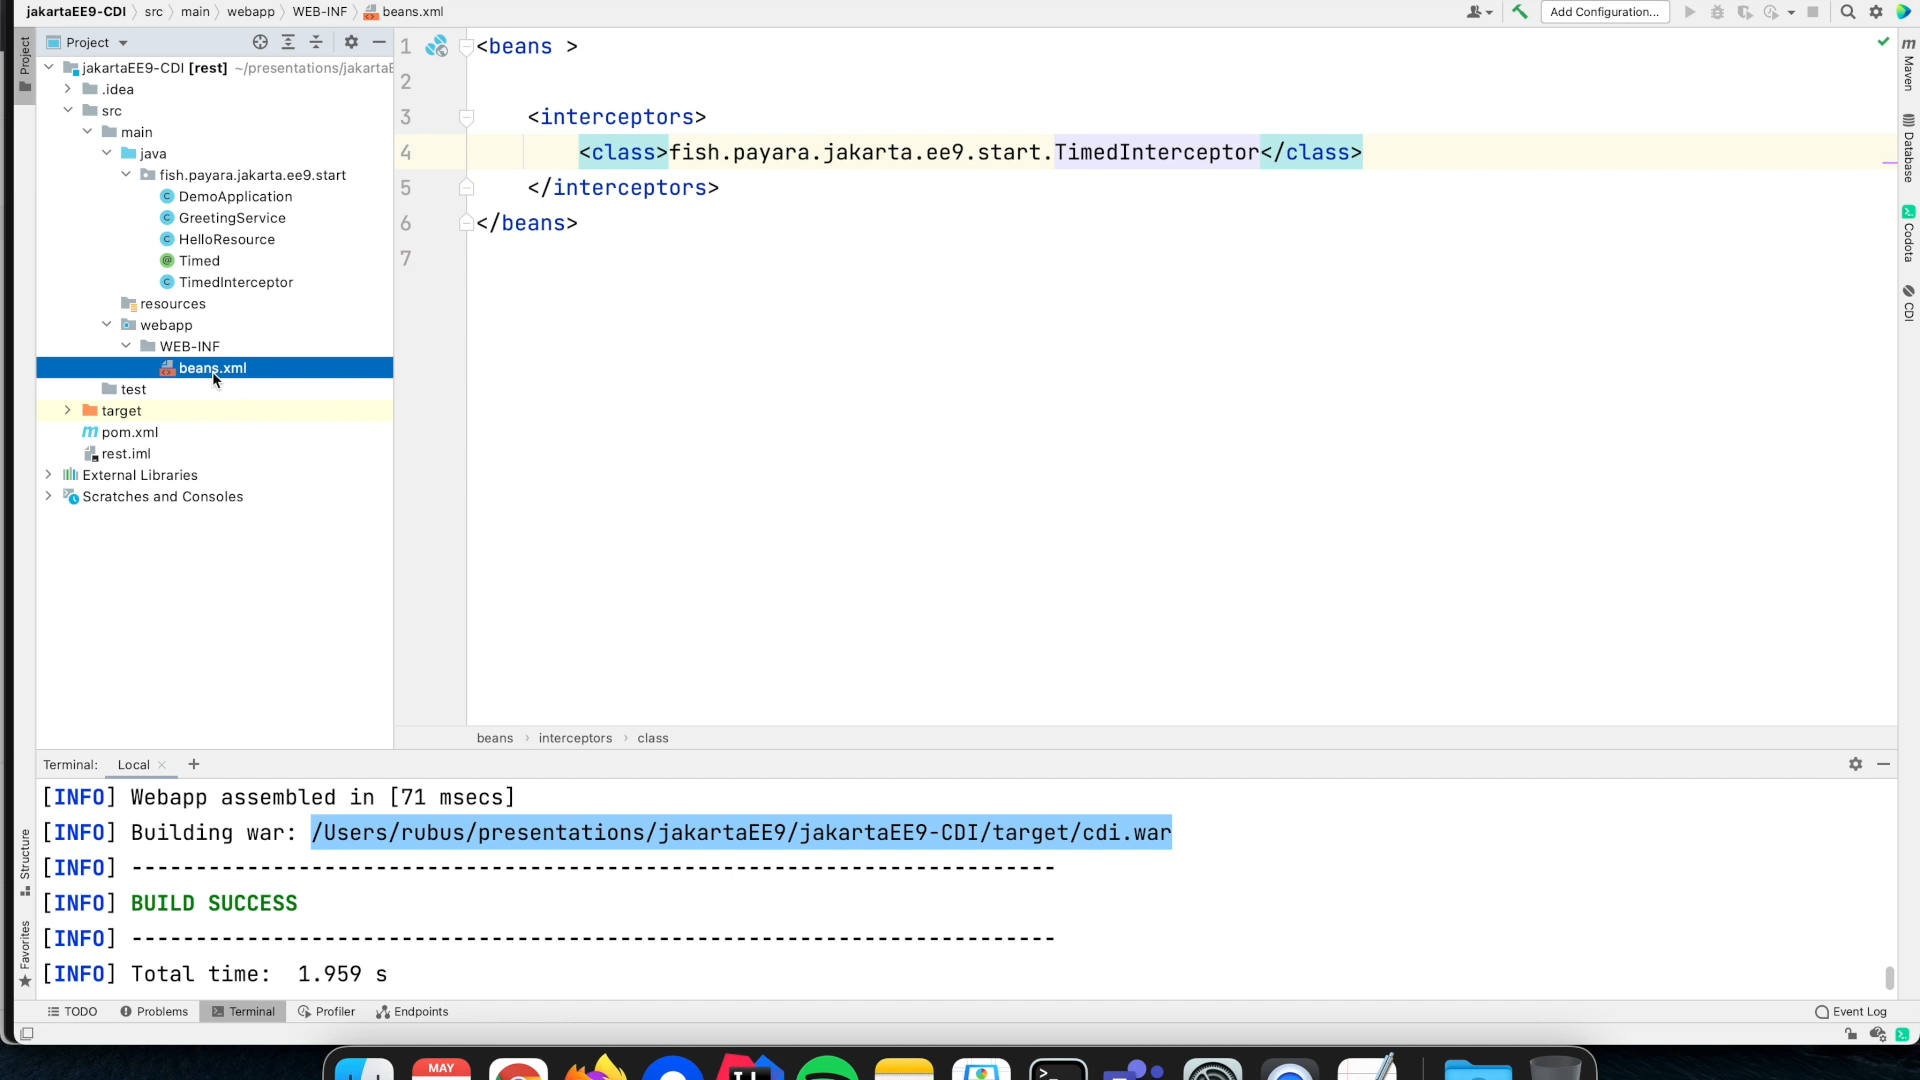 jakartaEE9-CDI src main webapp WEB-INF beans.xml
Add Configuration...
Project
jakartaEE9-CDI [rest] ~/presentations/jakartaE
.idea
src
main
java
fish.payara.jakarta.ee9.start
DemoApplication
GreetingService
HelloResource
Timed
TimedInterceptor
resources
webapp
WEB-INF
beans.xml
test
target
pom.xml
rest.iml
External Libraries
Scratches and Consoles
Project
Structure
Favorites
1 <beans >
2
3 <interceptors>
4 <class>fish.payara.jakarta.ee9.start.TimedInterceptor</class>
5 </interceptors>
6 </beans>
7
beans › interceptors › class
Maven
Database
Codota
CDI
Terminal: Local
[INFO] Webapp assembled in [71 msecs]
[INFO] Building war: /Users/rubus/presentations/jakartaEE9/jakartaEE9-CDI/target/cdi.war
[INFO] ------------------------------------------------------------------------
[INFO] BUILD SUCCESS
[INFO] ------------------------------------------------------------------------
[INFO] Total time:  1.959 s
TODO Problems Terminal Profiler Endpoints
Event Log
MAY